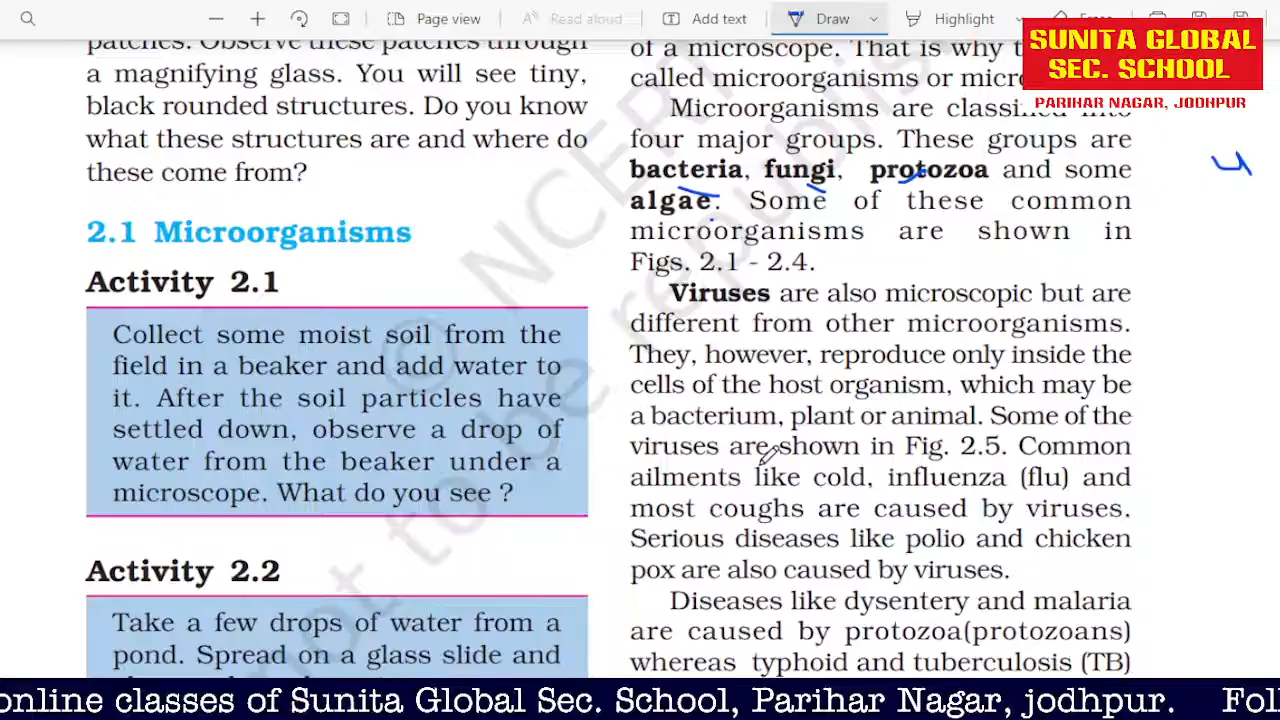 Page view
Read aloud
Add text
Draw
Highlight
SUNITA GLOBAL
SEC. SCHOOL
PARIHAR NAGAR, JODHPUR
patches. Observe these patches through
a magnifying glass. You will see tiny,
black rounded structures. Do you know
what these structures are and where do
these come from?
2.1 Microorganisms
Activity 2.1
Collect some moist soil from the
field in a beaker and add water to
it. After the soil particles have
settled down, observe a drop of
water from the beaker under a
microscope. What do you see ?
Activity 2.2
Take a few drops of water from a
pond. Spread on a glass slide and
of a microscope. That is why
called microorganisms or
Microorganisms are classified into
four major groups. These groups are
bacteria, fungi, protozoa and some
algae. Some of these common
microorganisms are shown in
Figs. 2.1 - 2.4.
Viruses are also microscopic but are
different from other microorganisms.
They, however, reproduce only inside the
cells of the host organism, which may be
a bacterium, plant or animal. Some of the
viruses are shown in Fig. 2.5. Common
ailments like cold, influenza (flu) and
most coughs are caused by viruses.
Serious diseases like polio and chicken
pox are also caused by viruses.
Diseases like dysentery and malaria
are caused by protozoa(protozoans)
whereas typhoid and tuberculosis (TB)
4
© NCERT
not to be republis
online classes of Sunita Global Sec. School, Parihar Nagar, jodhpur. Fol